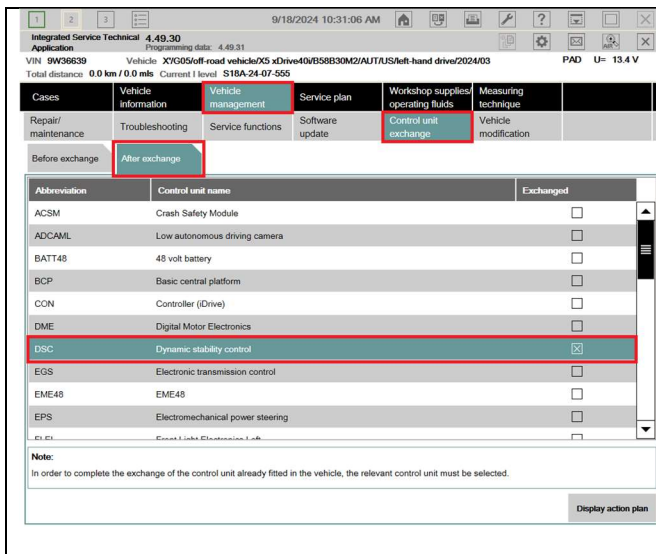 1 2 3 9/18/2024 10:31:06 AM ?
Integrated Service Technical 4.49.30
Application Programming data: 4.49.31
VIN 9W36639 Vehicle X'/G05/off-road vehicle/X5 xDrive40i/B58B30M2/AUT/US/left-hand drive/2024/03 PAD U= 13.4 V
Total distance 0.0 km / 0.0 mls Current I level S18A-24-07-555
Cases Vehicle information Vehicle management Service plan Workshop supplies/ operating fluids Measuring technique
Repair/ maintenance Troubleshooting Service functions Software update Control unit exchange Vehicle modification
Before exchange After exchange
Abbreviation Control unit name Exchanged
ACSM Crash Safety Module
ADCAML Low autonomous driving camera
BATT48 48 volt battery
BCP Basic central platform
CON Controller (iDrive)
DME Digital Motor Electronics
DSC Dynamic stability control
EGS Electronic transmission control
EME48 EME48
EPS Electromechanical power steering
Front Light Electronics Left
Note:
In order to complete the exchange of the control unit already fitted in the vehicle, the relevant control unit must be selected.
Display action plan